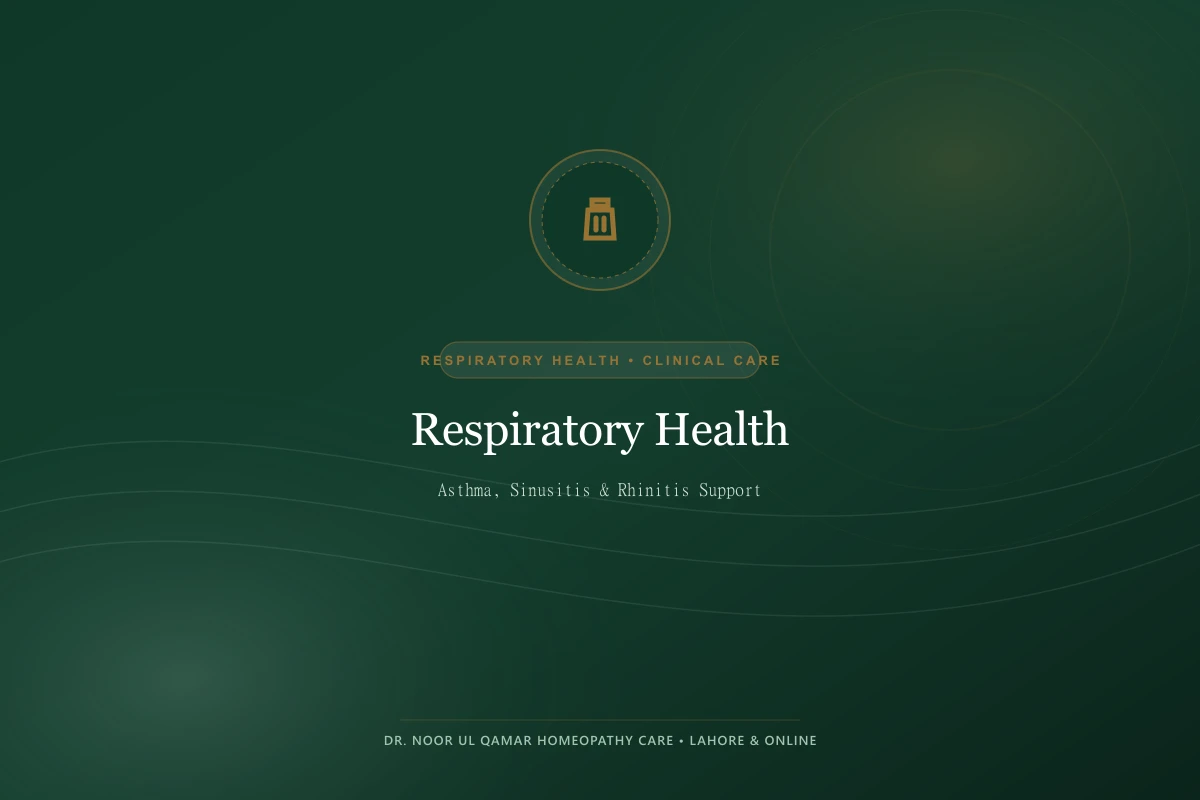 RESPIRATORY HEALTH • CLINICAL CARE
Respiratory Health
Asthma, Sinusitis & Rhinitis Support
DR. NOOR UL QAMAR HOMEOPATHY CARE • LAHORE & ONLINE